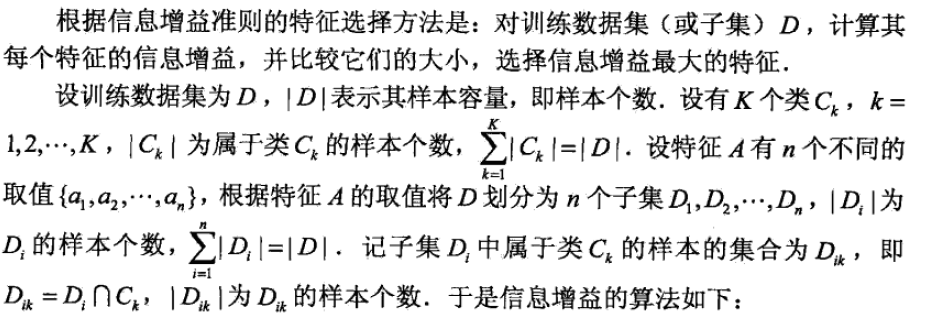 根据信息增益准则的特征选择方法是：对训练数据集（或子集）D，计算其
每个特征的信息增益，并比较它们的大小，选择信息增益最大的特征．
设训练数据集为 D，|D| 表示其样本容量，即样本个数．设有 K 个类 C_k，k =
1,2,⋯,K，|C_k| 为属于类 C_k 的样本个数，\sum_{k=1}^{K}|C_k|=|D|．设特征 A 有 n 个不同的
取值 {a_1,a_2,⋯,a_n}，根据特征 A 的取值将 D 划分为 n 个子集 D_1,D_2,⋯,D_n，|D_i| 为
D_i 的样本个数，\sum_{i=1}^{n}|D_i|=|D|．记子集 D_i 中属于类 C_k 的样本的集合为 D_{ik}，即
D_{ik} = D_i ∩ C_k，|D_{ik}| 为 D_{ik} 的样本个数．于是信息增益的算法如下：